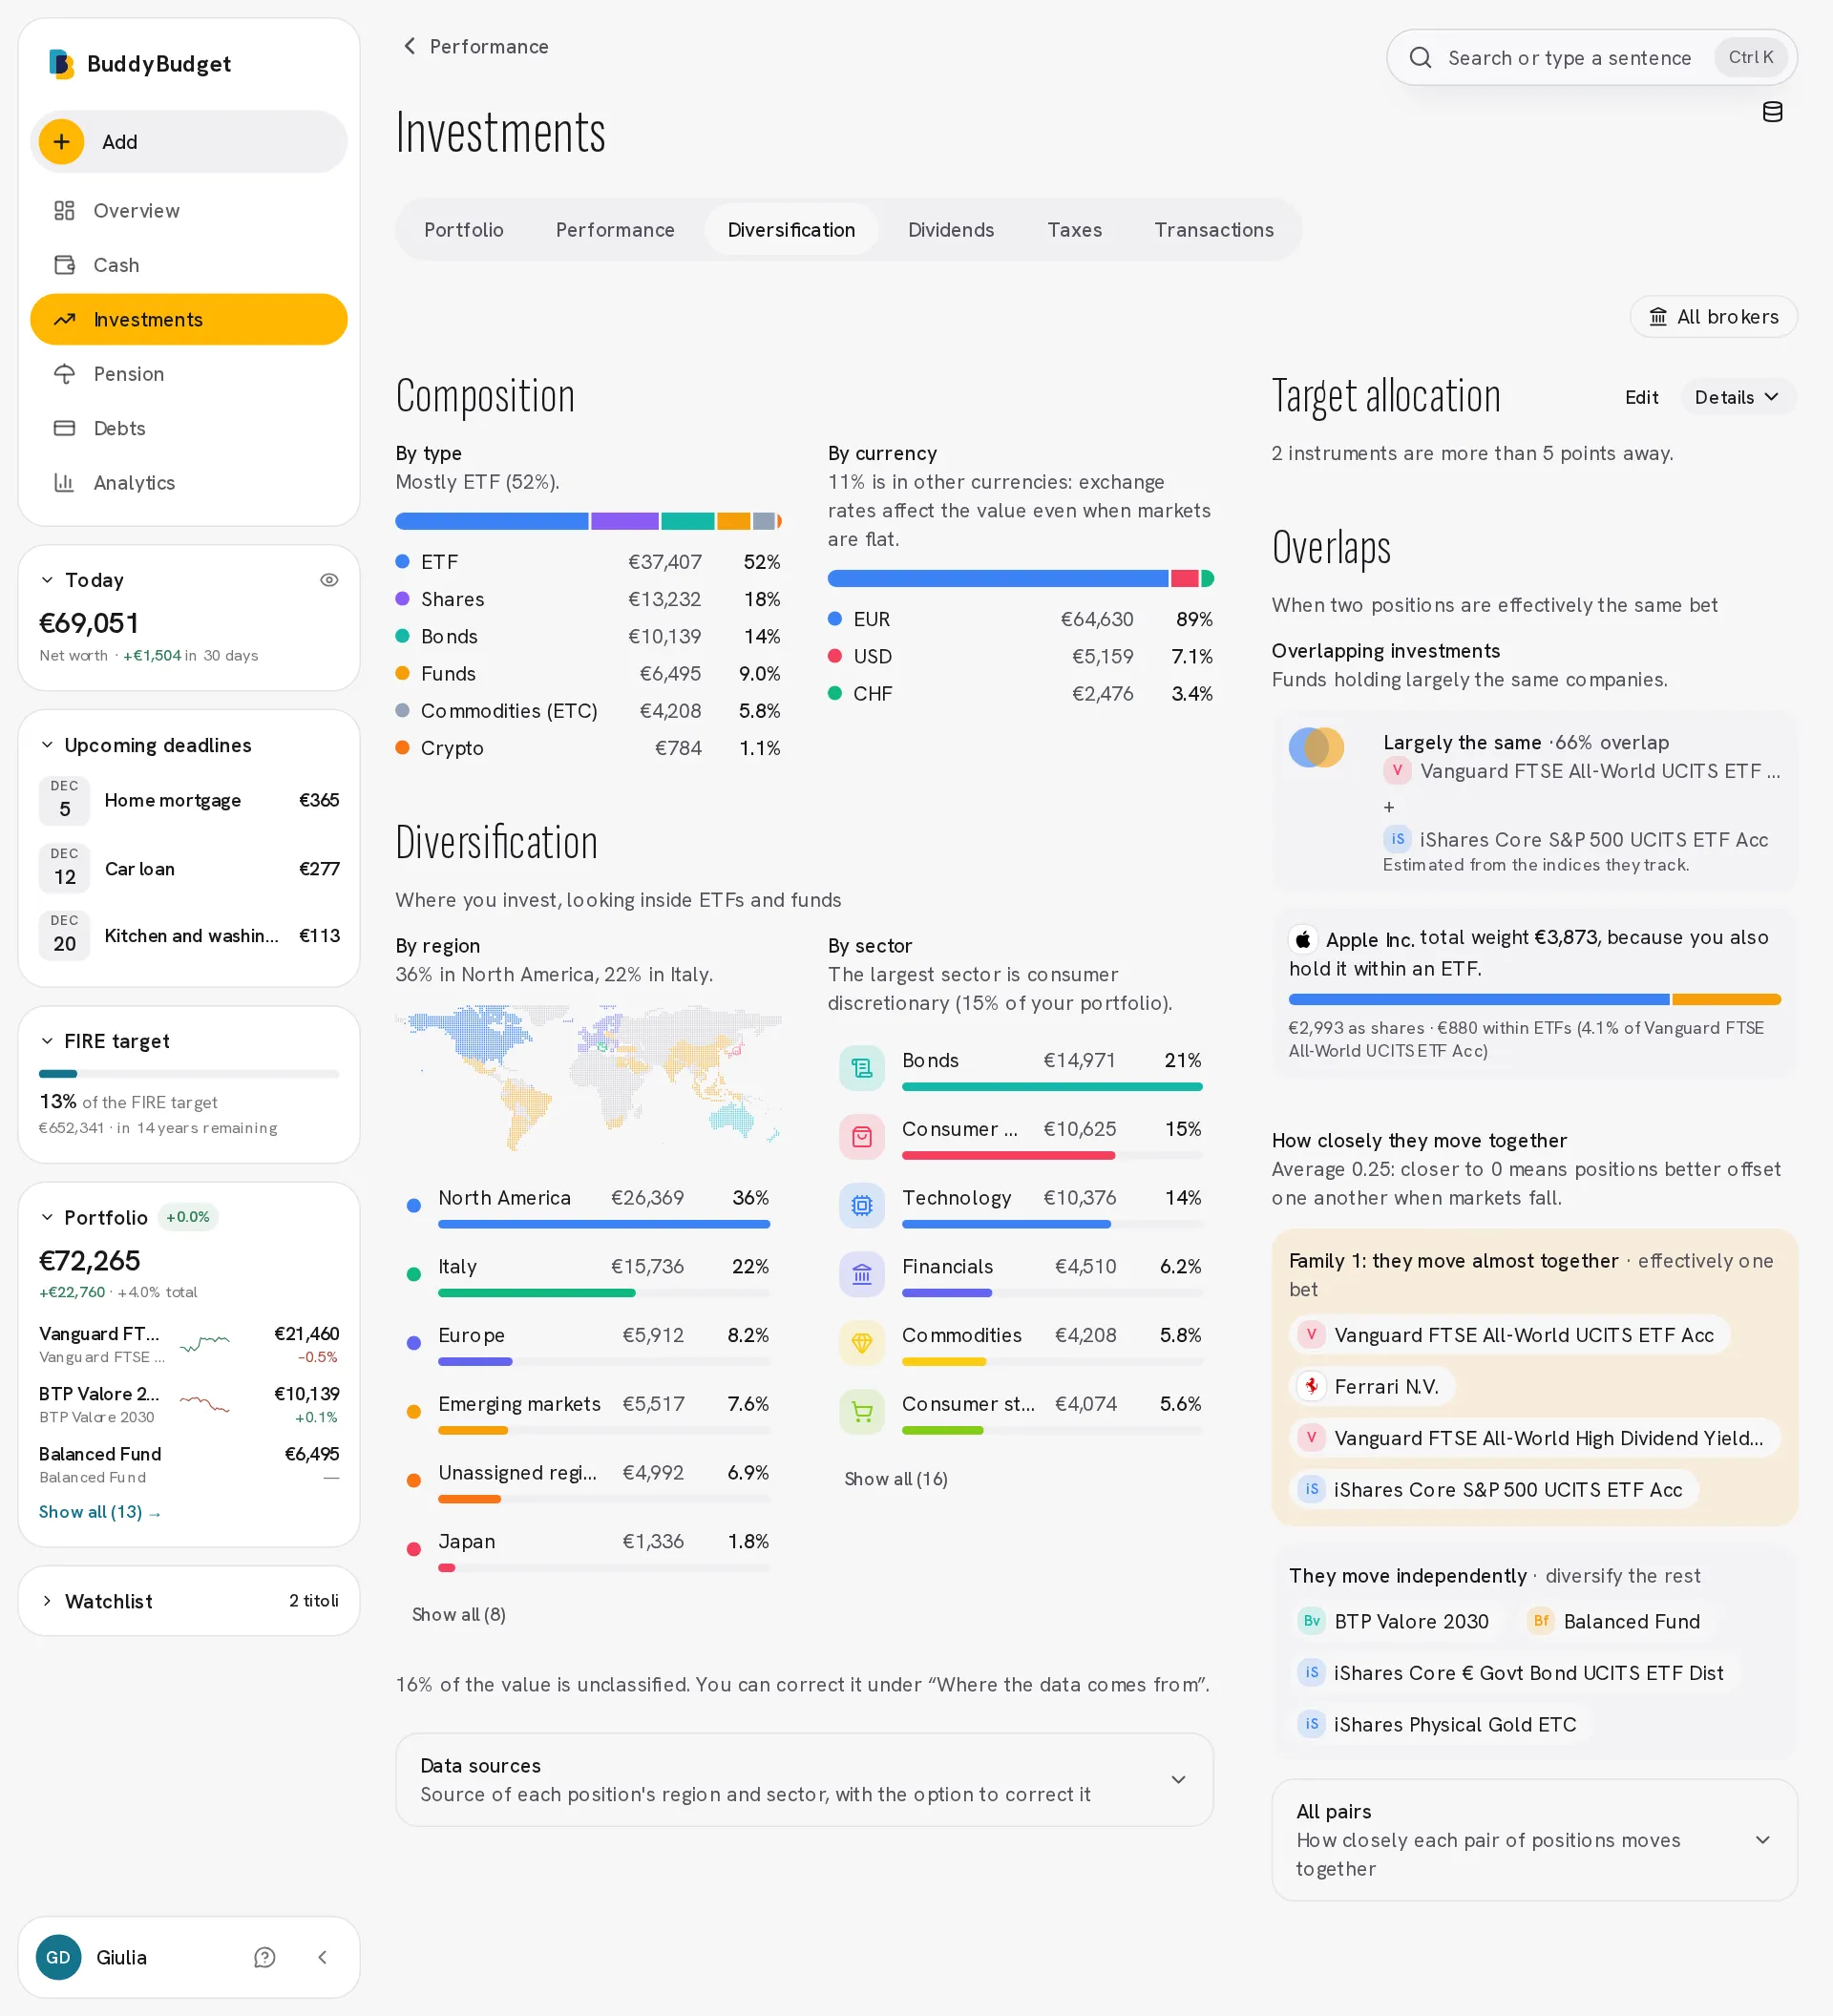 BuddyBudget
Add
Overview
Cash
Investments
Pension
Debts
Analytics
Today
€69,051
Net worth · +€1,504 in 30 days
Upcoming deadlines
DEC
5
Home mortgage €365
DEC
12
Car loan €277
DEC
20
Kitchen and washin... €113
FIRE target
13% of the FIRE target
€652,341 · in 14 years remaining
Portfolio +0.0%
€72,265
+€22,760 · +4.0% total
Vanguard FT... €21,460
Vanguard FTSE ... −0.5%
BTP Valore 2... €10,139
BTP Valore 2030 +0.1%
Balanced Fund €6,495
Balanced Fund —
Show all (13) →
Watchlist 2 titoli
GD Giulia
Performance
Search or type a sentence Ctrl K
Investments
Portfolio Performance Diversification Dividends Taxes Transactions
All brokers
Composition
By type
Mostly ETF (52%).
ETF €37,407 52%
Shares €13,232 18%
Bonds €10,139 14%
Funds €6,495 9.0%
Commodities (ETC) €4,208 5.8%
Crypto €784 1.1%
By currency
11% is in other currencies: exchange
rates affect the value even when markets
are flat.
EUR €64,630 89%
USD €5,159 7.1%
CHF €2,476 3.4%
Diversification
Where you invest, looking inside ETFs and funds
By region
36% in North America, 22% in Italy.
North America €26,369 36%
Italy €15,736 22%
Europe €5,912 8.2%
Emerging markets €5,517 7.6%
Unassigned regi... €4,992 6.9%
Japan €1,336 1.8%
Show all (8)
By sector
The largest sector is consumer
discretionary (15% of your portfolio).
Bonds €14,971 21%
Consumer ... €10,625 15%
Technology €10,376 14%
Financials €4,510 6.2%
Commodities €4,208 5.8%
Consumer st... €4,074 5.6%
Show all (16)
16% of the value is unclassified. You can correct it under “Where the data comes from”.
Data sources
Source of each position's region and sector, with the option to correct it
Target allocation Edit Details
2 instruments are more than 5 points away.
Overlaps
When two positions are effectively the same bet
Overlapping investments
Funds holding largely the same companies.
Largely the same · 66% overlap
V Vanguard FTSE All-World UCITS ETF ...
+
iS iShares Core S&P 500 UCITS ETF Acc
Estimated from the indices they track.
Apple Inc. total weight €3,873, because you also
hold it within an ETF.
€2,993 as shares · €880 within ETFs (4.1% of Vanguard FTSE
All-World UCITS ETF Acc)
How closely they move together
Average 0.25: closer to 0 means positions better offset
one another when markets fall.
Family 1: they move almost together · effectively one
bet
V Vanguard FTSE All-World UCITS ETF Acc
Ferrari N.V.
V Vanguard FTSE All-World High Dividend Yield...
iS iShares Core S&P 500 UCITS ETF Acc
They move independently · diversify the rest
Bv BTP Valore 2030 Bf Balanced Fund
iS iShares Core € Govt Bond UCITS ETF Dist
iS iShares Physical Gold ETC
All pairs
How closely each pair of positions moves
together